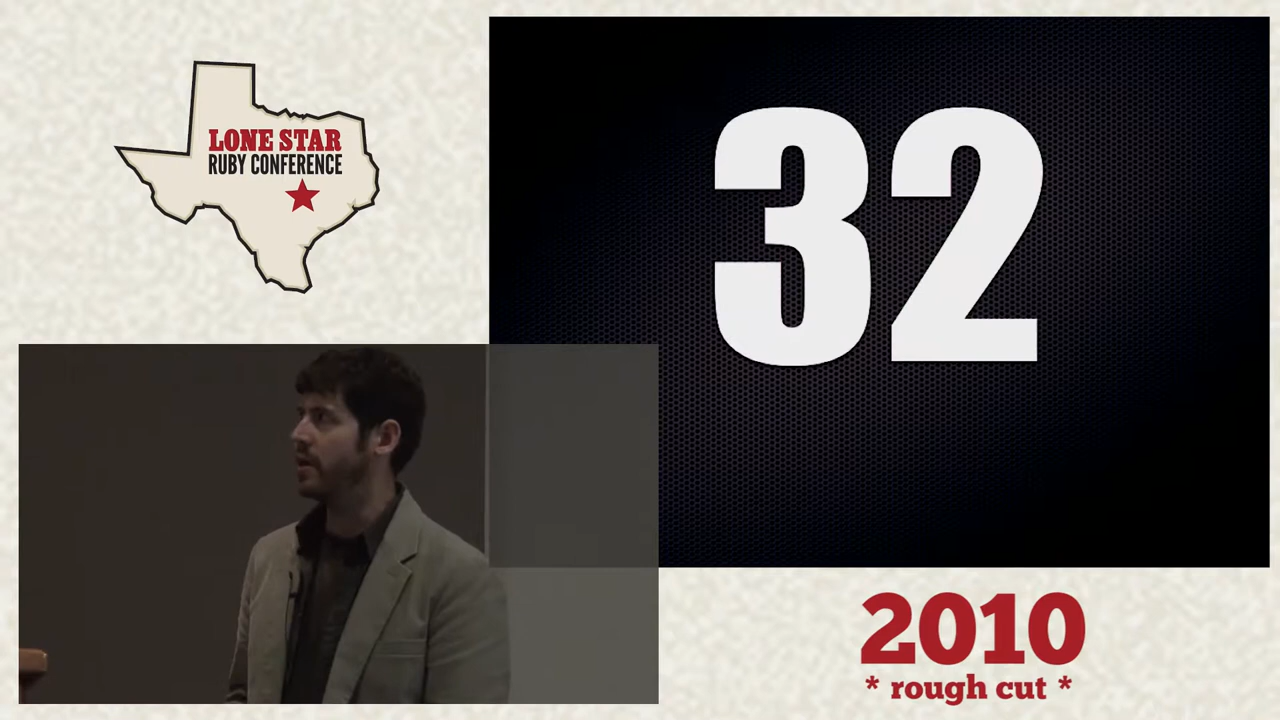 LONE STAR
RUBY CONFERENCE
32
2010
* rough cut *